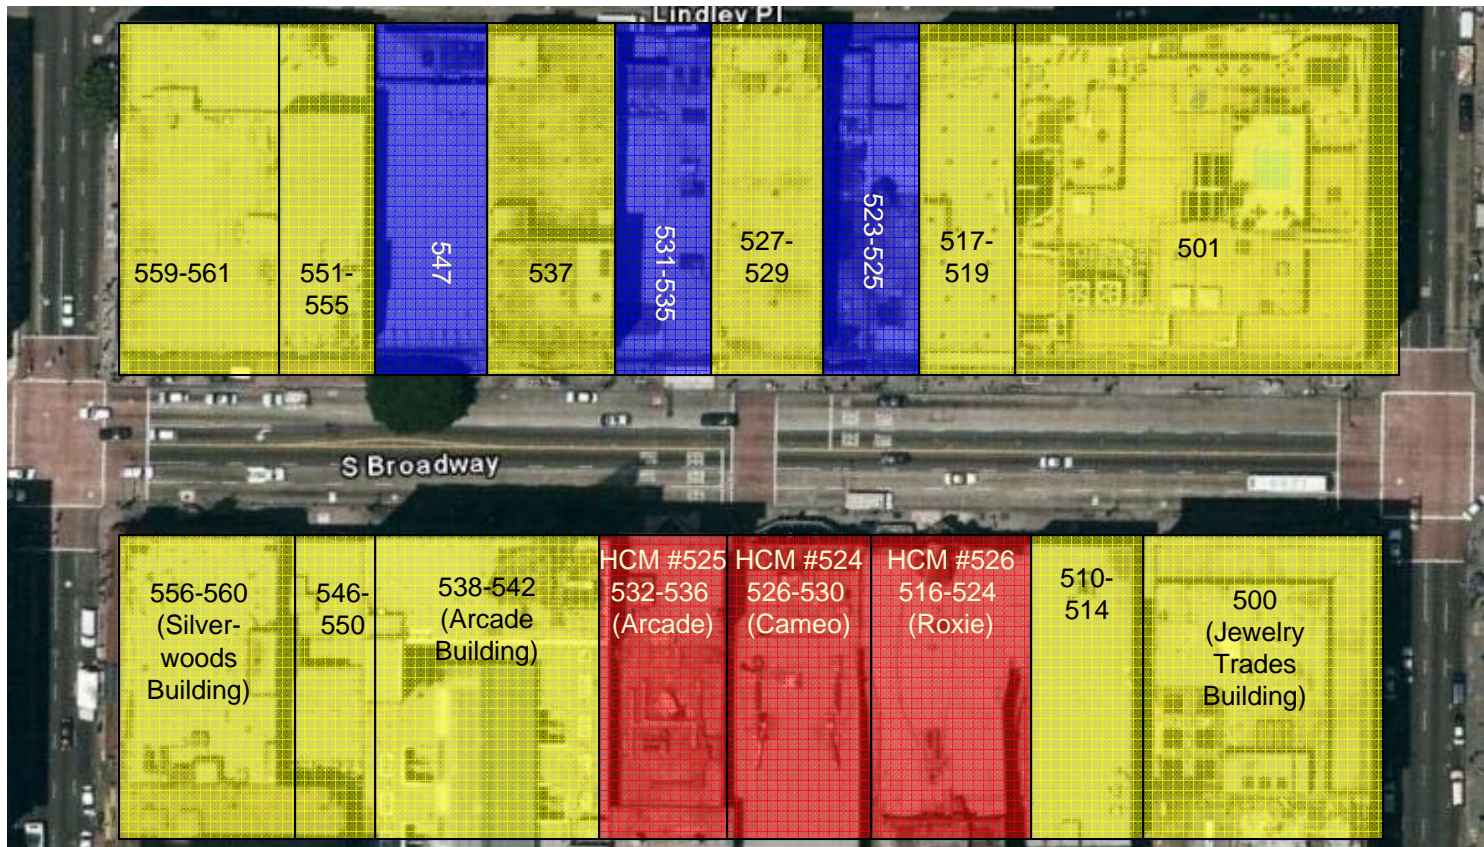 Lindley Pl
559-561
551-
555
547
537
531-535
527-
529
523-525
517-
519
501
S Broadway
556-560
(Silver-
woods
Building)
546-
550
538-542
(Arcade
Building)
HCM #525
532-536
(Arcade)
HCM #524
526-530
(Cameo)
HCM #526
516-524
(Roxie)
510-
514
500
(Jewelry
Trades
Building)